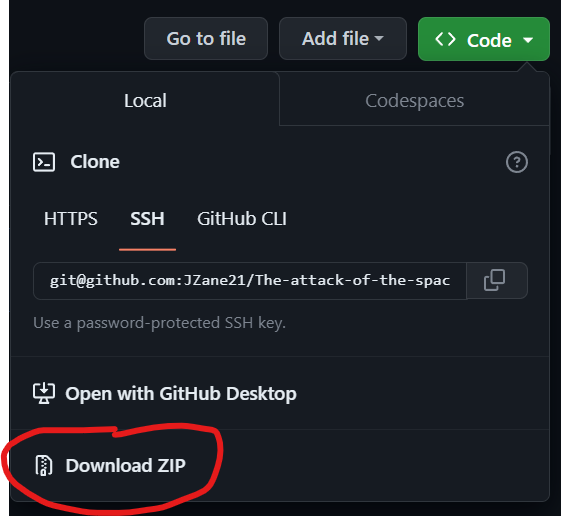 Go to file Add file Code
Local Codespaces
Clone
HTTPS SSH GitHub CLI
git@github.com:JZane21/The-attack-of-the-spac
Use a password-protected SSH key.
Open with GitHub Desktop
Download ZIP